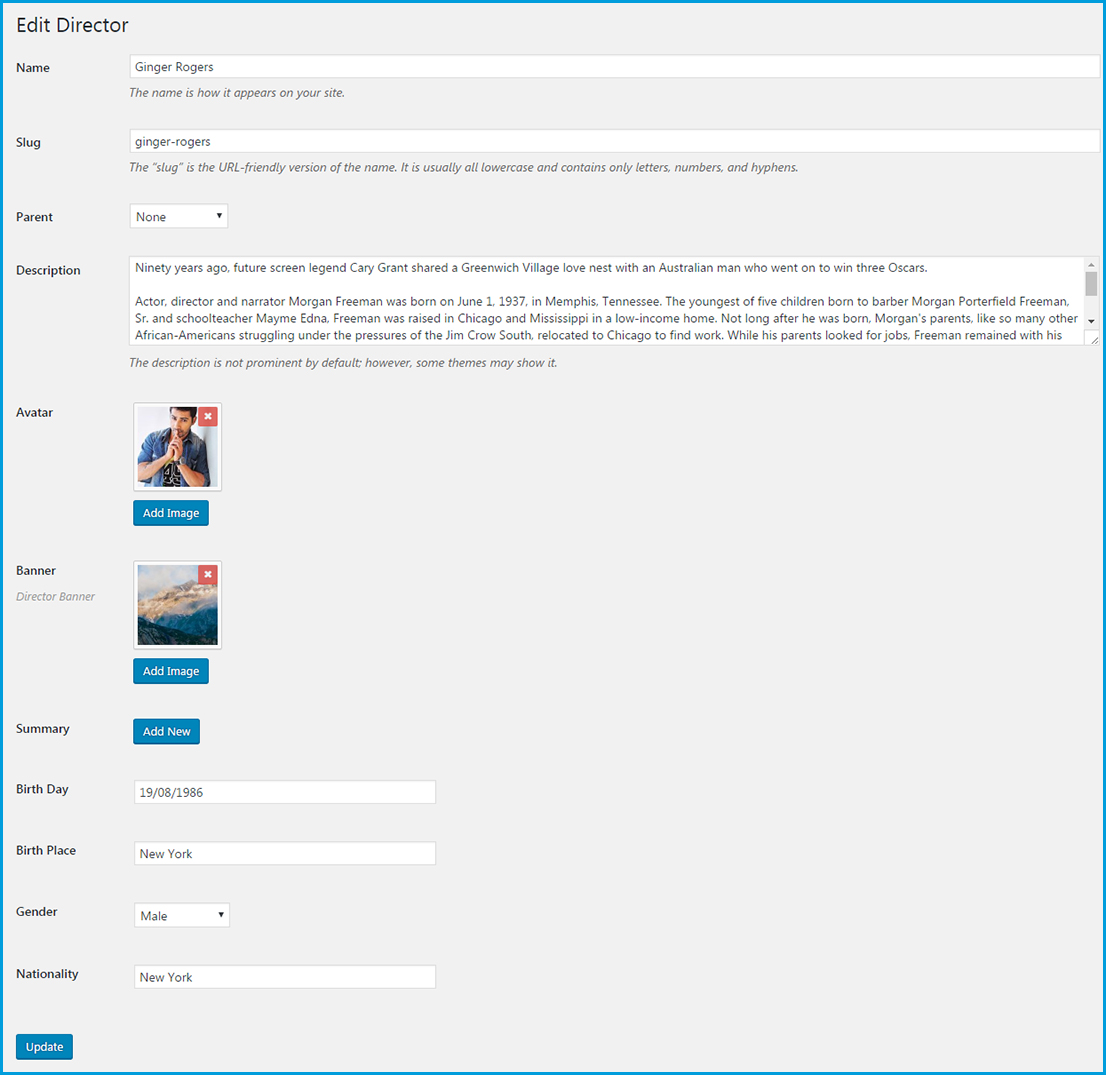 Edit Director
Name
Ginger Rogers
The name is how it appears on your site.
Slug
ginger-rogers
The “slug” is the URL-friendly version of the name. It is usually all lowercase and contains only letters, numbers, and hyphens.
Parent
None
Description
Ninety years ago, future screen legend Cary Grant shared a Greenwich Village love nest with an Australian man who went on to win three Oscars.
Actor, director and narrator Morgan Freeman was born on June 1, 1937, in Memphis, Tennessee. The youngest of five children born to barber Morgan Porterfield Freeman,
Sr. and schoolteacher Mayme Edna, Freeman was raised in Chicago and Mississippi in a low-income home. Not long after he was born, Morgan's parents, like so many other
African-Americans struggling under the pressures of the Jim Crow South, relocated to Chicago to find work. While his parents looked for jobs, Freeman remained with his
The description is not prominent by default; however, some themes may show it.
Avatar
Add Image
Banner
Director Banner
Add Image
Summary
Add New
Birth Day
19/08/1986
Birth Place
New York
Gender
Male
Nationality
New York
Update